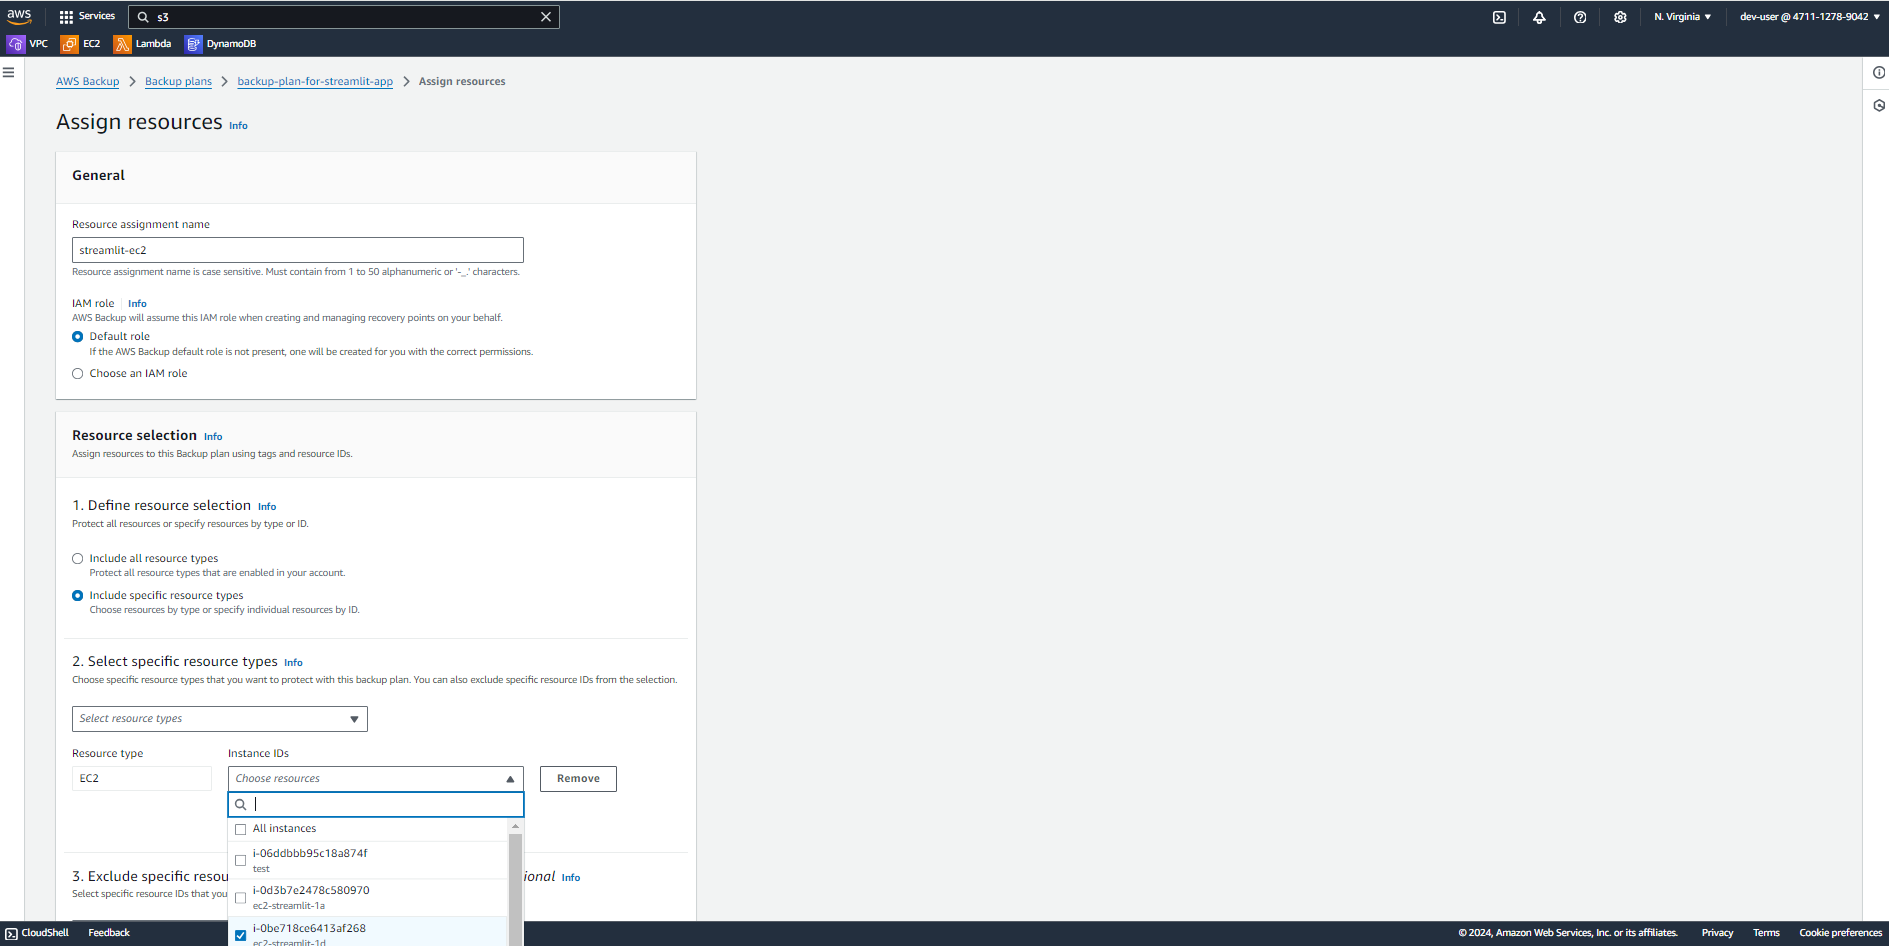 aws
Services
s3
N. Virginia
dev-user @ 4711-1278-9042
VPC
EC2
Lambda
DynamoDB
AWS Backup
Backup plans
backup-plan-for-streamlit-app
Assign resources
Assign resources Info
General
Resource assignment name
streamlit-ec2
Resource assignment name is case sensitive. Must contain from 1 to 50 alphanumeric or '-_.' characters.
IAM role Info
AWS Backup will assume this IAM role when creating and managing recovery points on your behalf.
Default role
If the AWS Backup default role is not present, one will be created for you with the correct permissions.
Choose an IAM role
Resource selection Info
Assign resources to this Backup plan using tags and resource IDs.
1. Define resource selection Info
Protect all resources or specify resources by type or ID.
Include all resource types
Protect all resource types that are enabled in your account.
Include specific resource types
Choose resources by type or specify individual resources by ID.
2. Select specific resource types Info
Choose specific resource types that you want to protect with this backup plan. You can also exclude specific resource IDs from the selection.
Select resource types
Resource type
Instance IDs
EC2
Choose resources
Remove
All instances
i-06ddbbb95c18a874f
test
3. Exclude specific resou
ional Info
i-0d3b7e2478c580970
Select specific resource IDs that you
ec2-streamlit-1a
i-0be718ce6413af268
ec2-streamlit-1d
CloudShell
Feedback
© 2024, Amazon Web Services, Inc. or its affiliates.
Privacy
Terms
Cookie preferences